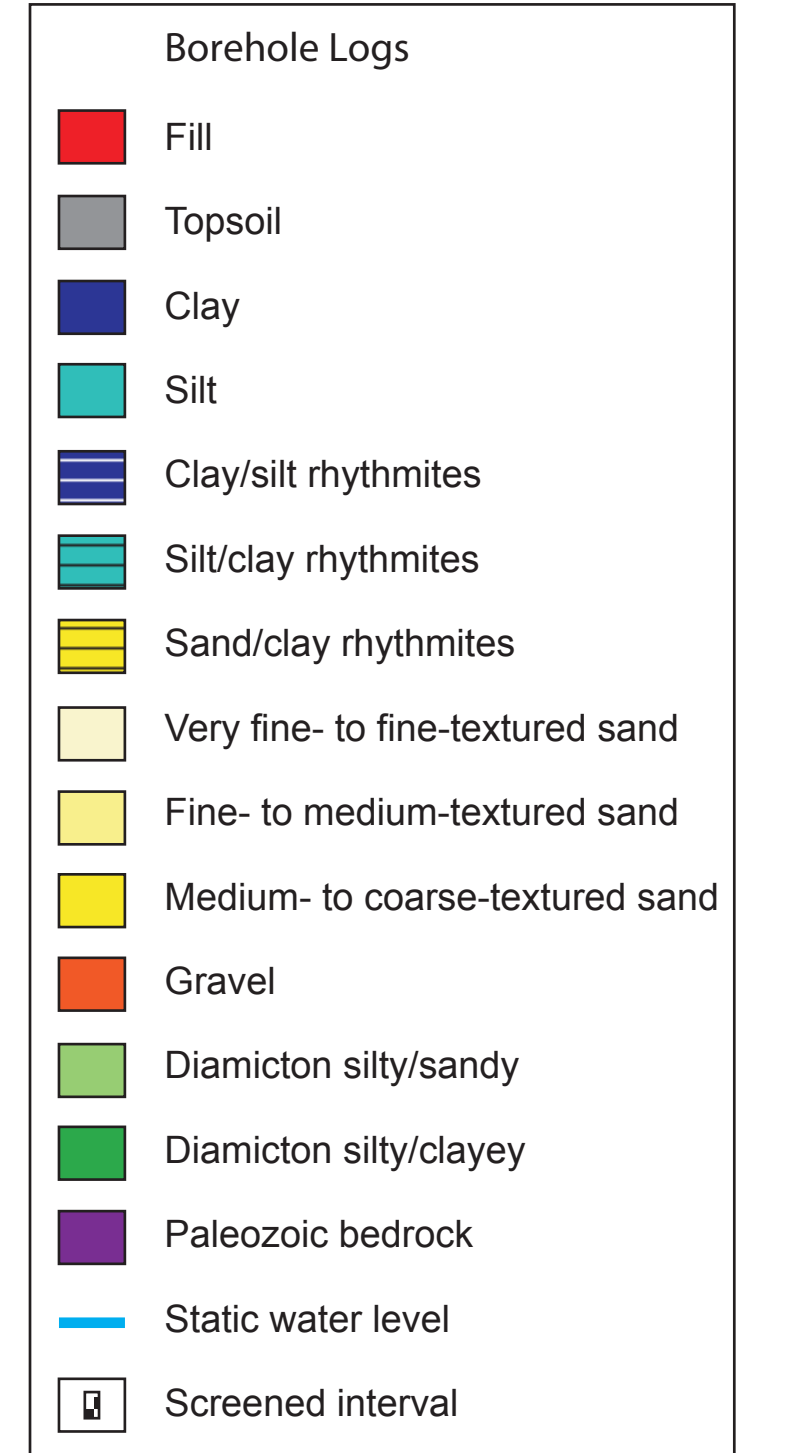 Borehole Logs
Fill
Topsoil
Clay
Silt
Clay/silt rhythmites
Silt/clay rhythmites
Sand/clay rhythmites
Very fine- to fine-textured sand
Fine- to medium-textured sand
Medium- to coarse-textured sand
Gravel
Diamicton silty/sandy
Diamicton silty/clayey
Paleozoic bedrock
Static water level
Screened interval